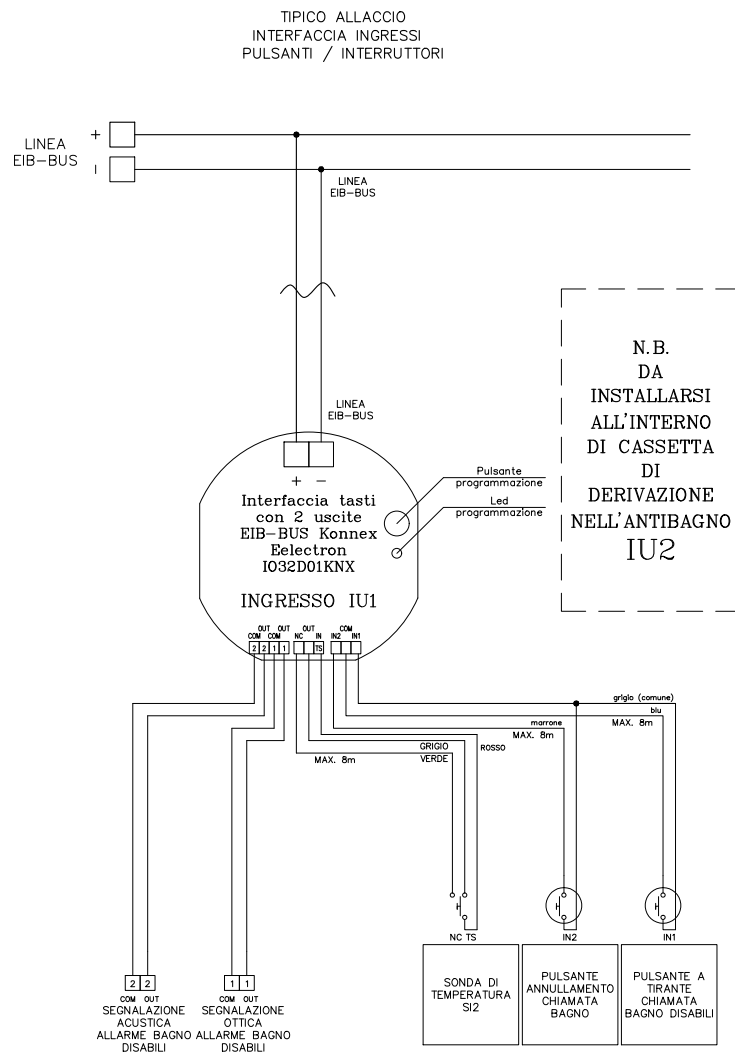 TIPICO ALLACCIO
INTERFACCIA INGRESSI
PULSANTI / INTERRUTTORI
LINEA
EIB-BUS
+
-
LINEA
EIB-BUS
LINEA
EIB-BUS
N.B.
DA
INSTALLARSI
ALL'INTERNO
DI CASSETTA
DI
DERIVAZIONE
NELL'ANTIBAGNO
IU2
+ -
Interfaccia tasti
con 2 uscite
EIB-BUS Konnex
Eelectron
IO32D01KNX
INGRESSO IU1
Pulsante
programmazione
Led
programmazione
OUT OUT OUT COM
COM COM NC IN IN2 IN1
2 2 1 1 TS
grigio (comune)
blu
MAX. 8m
marrone
MAX. 8m
GRIGIO
ROSSO
VERDE
MAX. 8m
NC TS
IN2
IN1
2 2
COM OUT
SEGNALAZIONE
ACUSTICA
ALLARME BAGNO
DISABILI
1 1
COM OUT
SEGNALAZIONE
OTTICA
ALLARME BAGNO
DISABILI
SONDA DI
TEMPERATURA
SI2
PULSANTE
ANNULLAMENTO
CHIAMATA
BAGNO
PULSANTE A
TIRANTE
CHIAMATA
BAGNO DISABILI